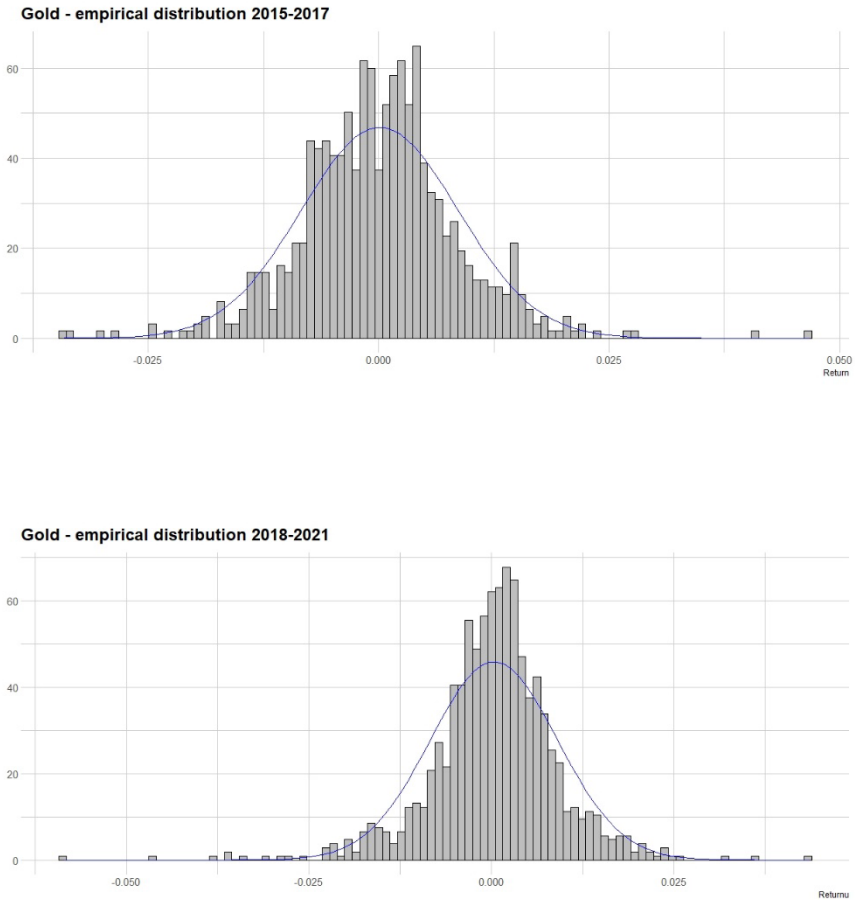 Gold - empirical distribution 2015-2017
60
40
20
0
-0.025 0.000 0.025 0.050
Return
Gold - empirical distribution 2018-2021
60
40
20
0
-0.050 -0.025 0.000 0.025
Returnu